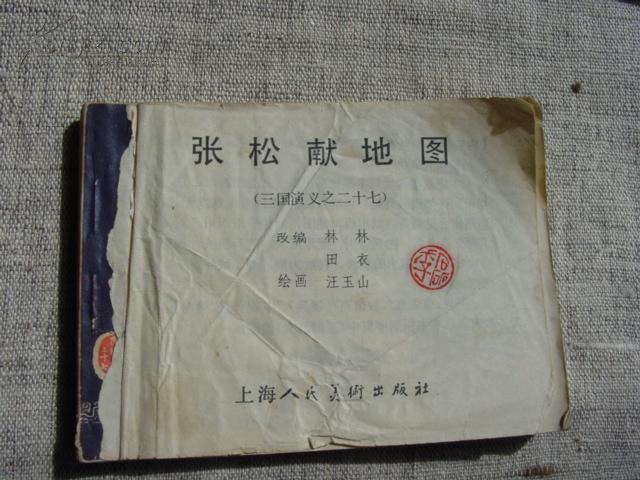 张松献地图
(三国演义之二十七)
改编 林林
田衣
绘画 汪玉山
上海人民美術出版社